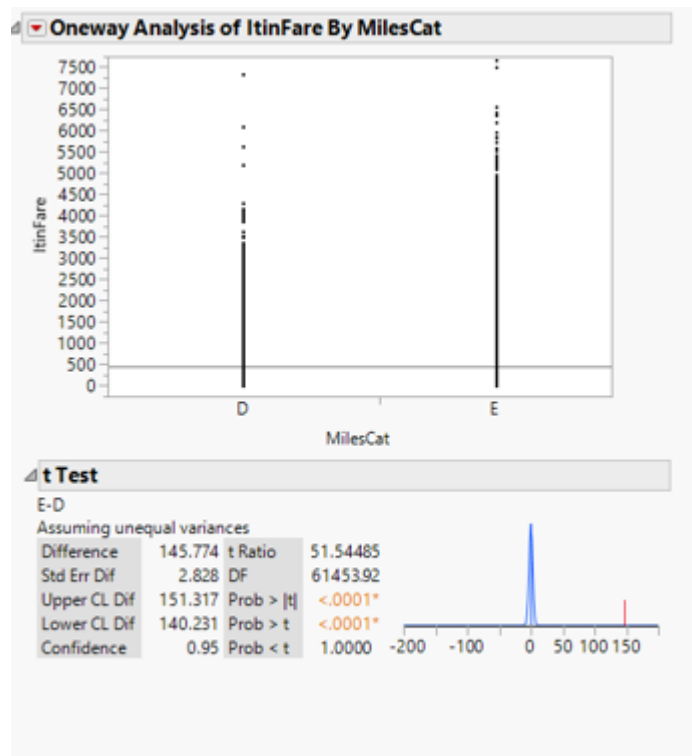 Oneway Analysis of ItinFare By MilesCat
7500
7000
6500
6000
5500
5000
4500
4000
3500
3000
2500
2000
1500
1000
500
0
ItinFare
D E
MilesCat
t Test
E-D
Assuming unequal variances
Difference 145.774 t Ratio 51.54485
Std Err Dif 2.828 DF 61453.92
Upper CL Dif 151.317 Prob > |t| <.0001*
Lower CL Dif 140.231 Prob > t <.0001*
Confidence 0.95 Prob < t 1.0000
-200 -100 0 50 100 150